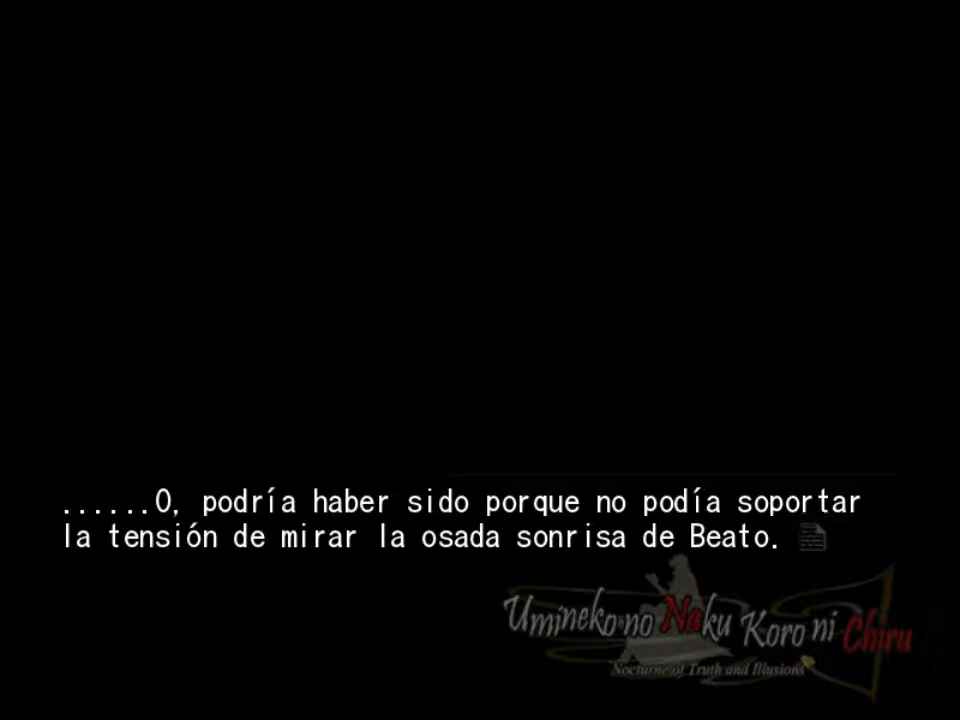 ......O, podría haber sido porque no podía soportar
la tensión de mirar la osada sonrisa de Beato.
Umineko no Naku Koro ni Chiru
Nocturne of Truth and Illusions